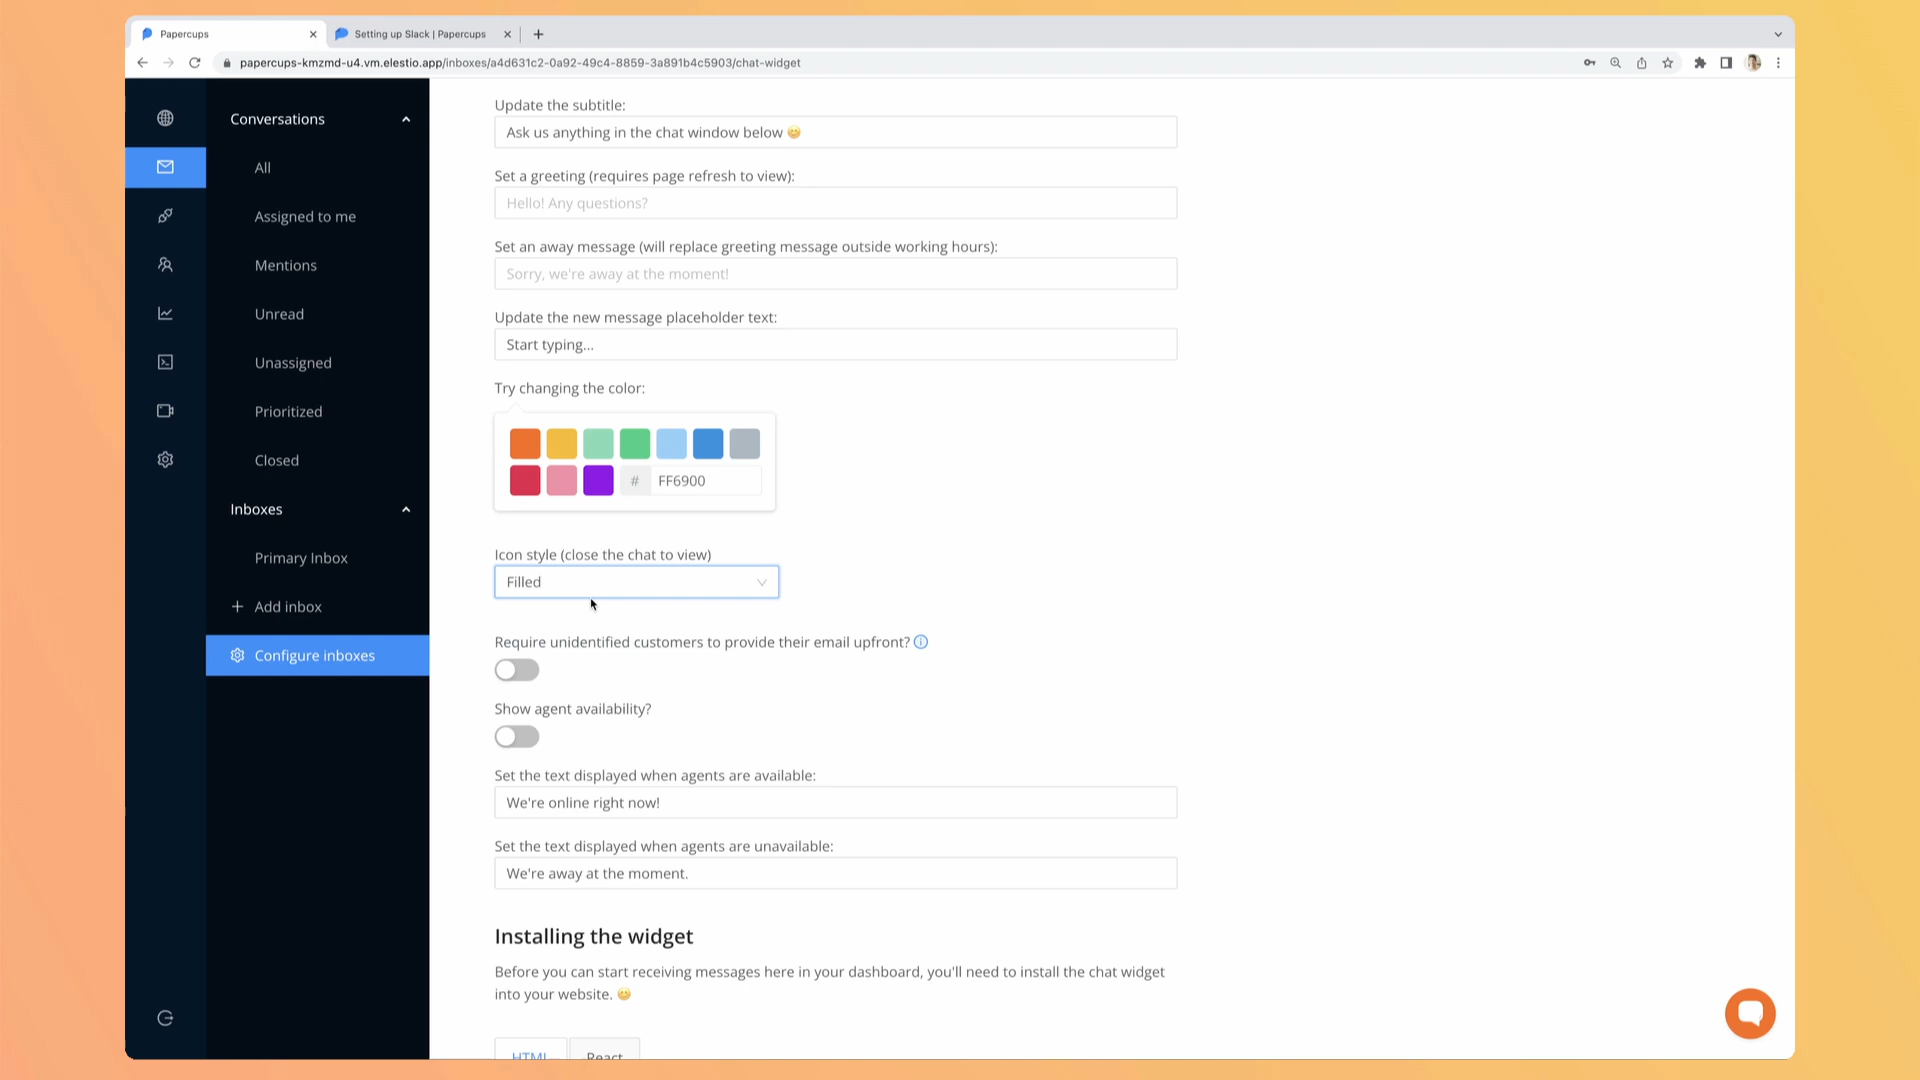 Papercups
Setting up Slack | Papercups
papercups-kmzmd-u4.vm.elestio.app/inboxes/a4d631c2-0a92-49c4-8859-3a891b4c5903/chat-widget
Conversations
All
Assigned to me
Mentions
Unread
Unassigned
Prioritized
Closed
Inboxes
Primary Inbox
+ Add inbox
Configure inboxes
Update the subtitle:
Ask us anything in the chat window below 😊
Set a greeting (requires page refresh to view):
Hello! Any questions?
Set an away message (will replace greeting message outside working hours):
Sorry, we're away at the moment!
Update the new message placeholder text:
Start typing...
Try changing the color:
# FF6900
Icon style (close the chat to view)
Filled
Require unidentified customers to provide their email upfront?
Show agent availability?
Set the text displayed when agents are available:
We're online right now!
Set the text displayed when agents are unavailable:
We're away at the moment.
Installing the widget
Before you can start receiving messages here in your dashboard, you'll need to install the chat widget
into your website. 😊
HTML React